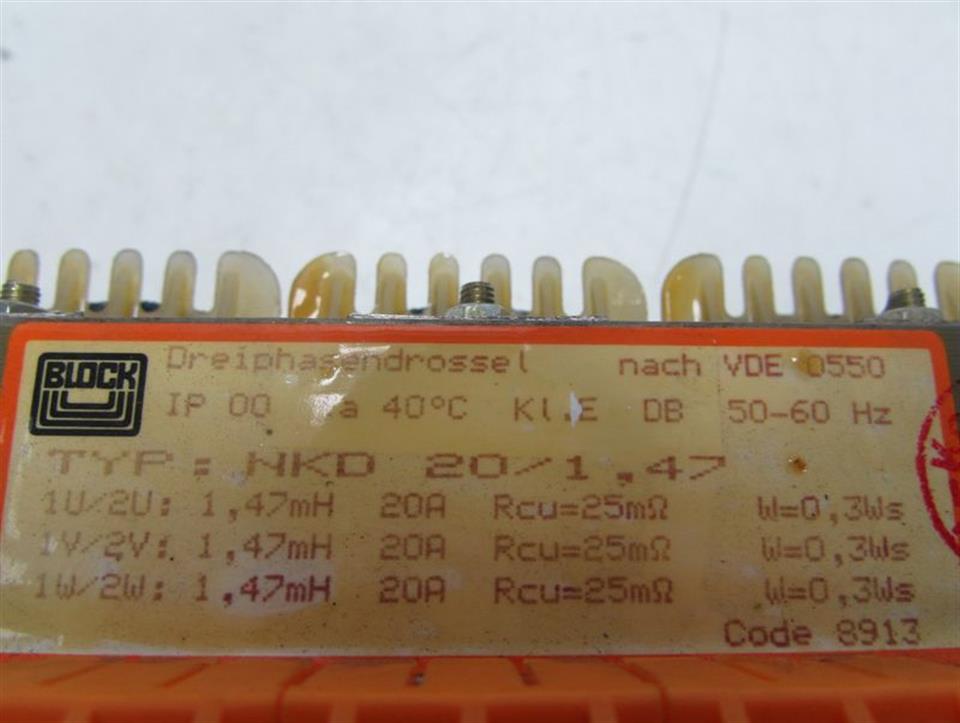 BLOCK
Dreiphasendrossel nach VDE 0550
IP 00 Ta 40°C Kl.E DB 50-60 Hz
TYP: NKD 20/1,47
1U/2U: 1,47mH 20A Rcu=25mΩ W=0,3Ws
1V/2V: 1,47mH 20A Rcu=25mΩ W=0,3Ws
1W/2W: 1,47mH 20A Rcu=25mΩ W=0,3Ws
Code 8913